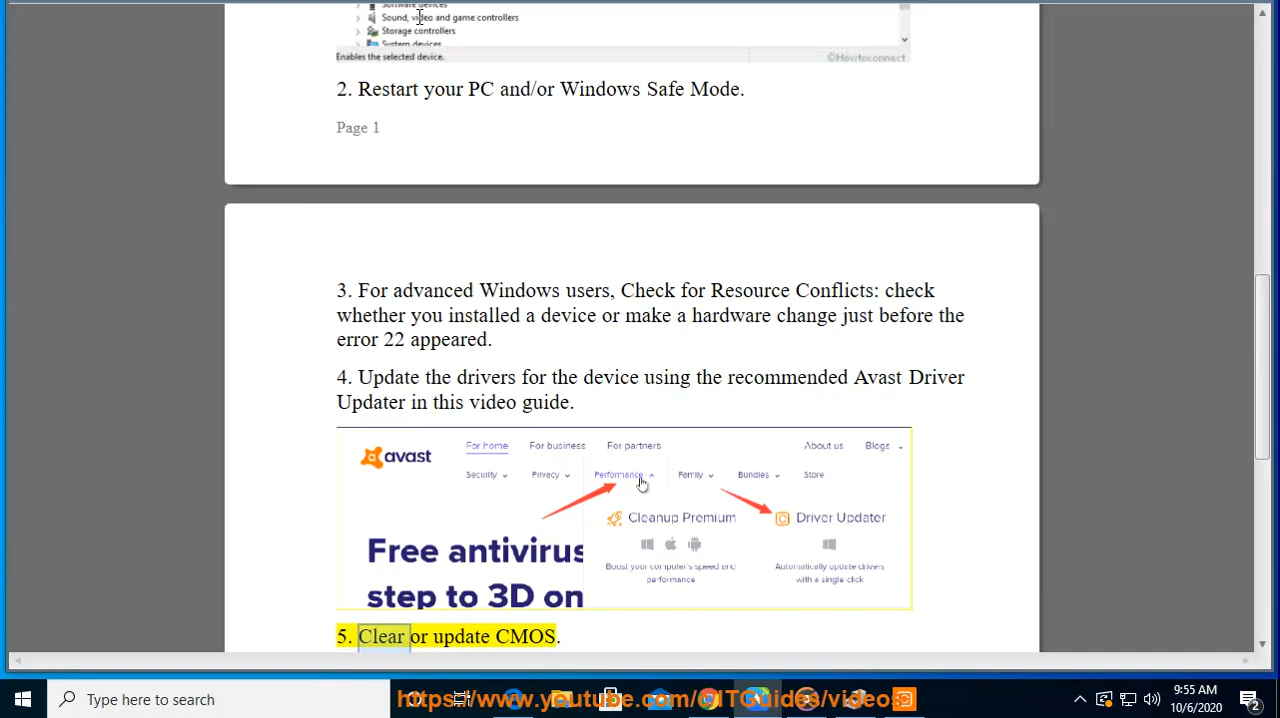 Software devices
Sound, video and game controllers
Storage controllers
System devices
Enables the selected device.
©Howtoconnect
2. Restart your PC and/or Windows Safe Mode.
Page 1
3. For advanced Windows users, Check for Resource Conflicts: check
whether you installed a device or make a hardware change just before the
error 22 appeared.
4. Update the drivers for the device using the recommended Avast Driver
Updater in this video guide.
avast
For home For business For partners About us Blogs
Security Privacy Performance Family Bundles Store
Cleanup Premium Driver Updater
Free antivirus
Boost your computer's speed and
performance
Automatically update drivers
with a single click
step to 3D on
5. Clear or update CMOS.
Type here to search
https://www.youtube.com/@ITGuides/videos
9:55 AM
10/6/2020
2